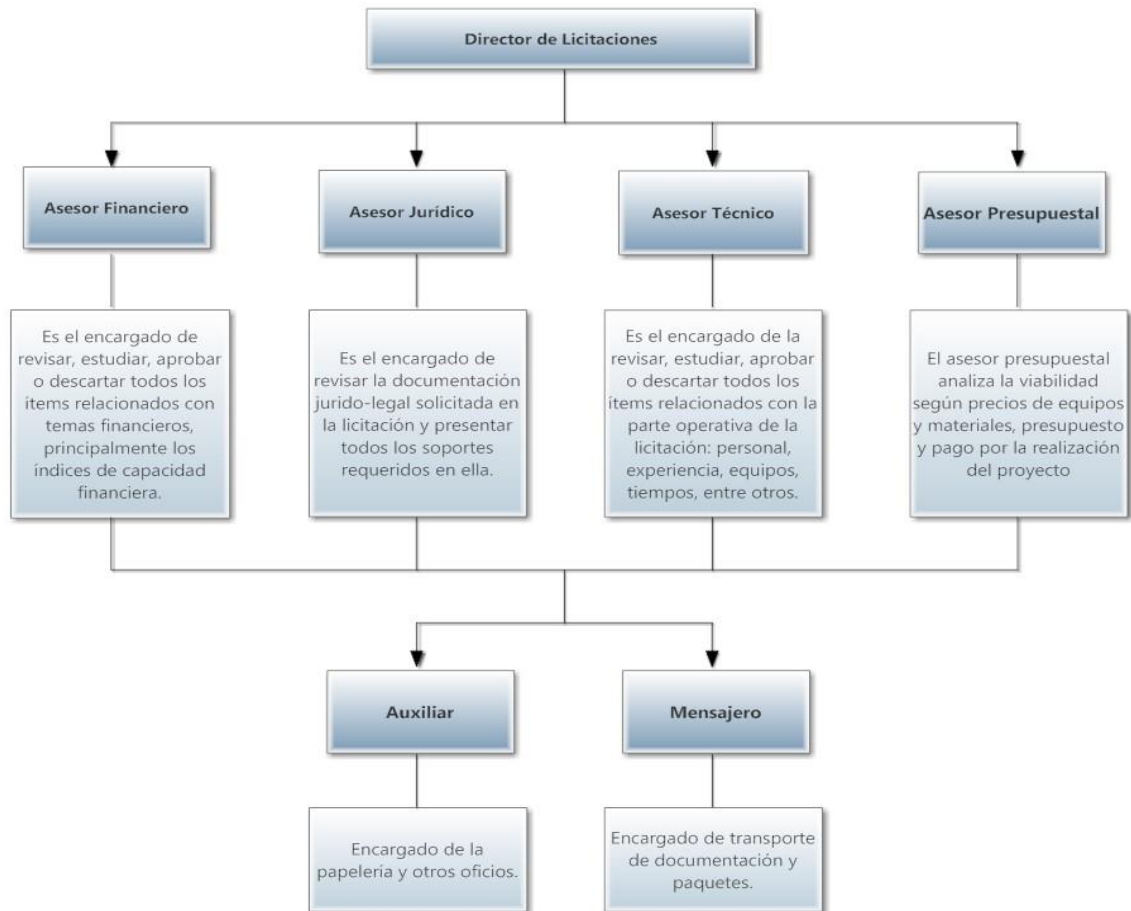 Director de Licitaciones
Asesor Financiero
Asesor Jurídico
Asesor Técnico
Asesor Presupuestal
Es el encargado de
revisar, estudiar, aprobar
o descartar todos los
ítems relacionados con
temas financieros,
principalmente los
índices de capacidad
financiera.
Es el encargado de
revisar la documentación
jurido-legal solicitada en
la licitación y presentar
todos los soportes
requeridos en ella.
Es el encargado de la
revisar, estudiar, aprobar
o descartar todos los
ítems relacionados con la
parte operativa de la
licitación: personal,
experiencia, equipos,
tiempos, entre otros.
El asesor presupuestal
analiza la viabilidad
según precios de equipos
y materiales, presupuesto
y pago por la realización
del proyecto
Auxiliar
Mensajero
Encargado de la
papelería y otros oficios.
Encargado de transporte
de documentación y
paquetes.